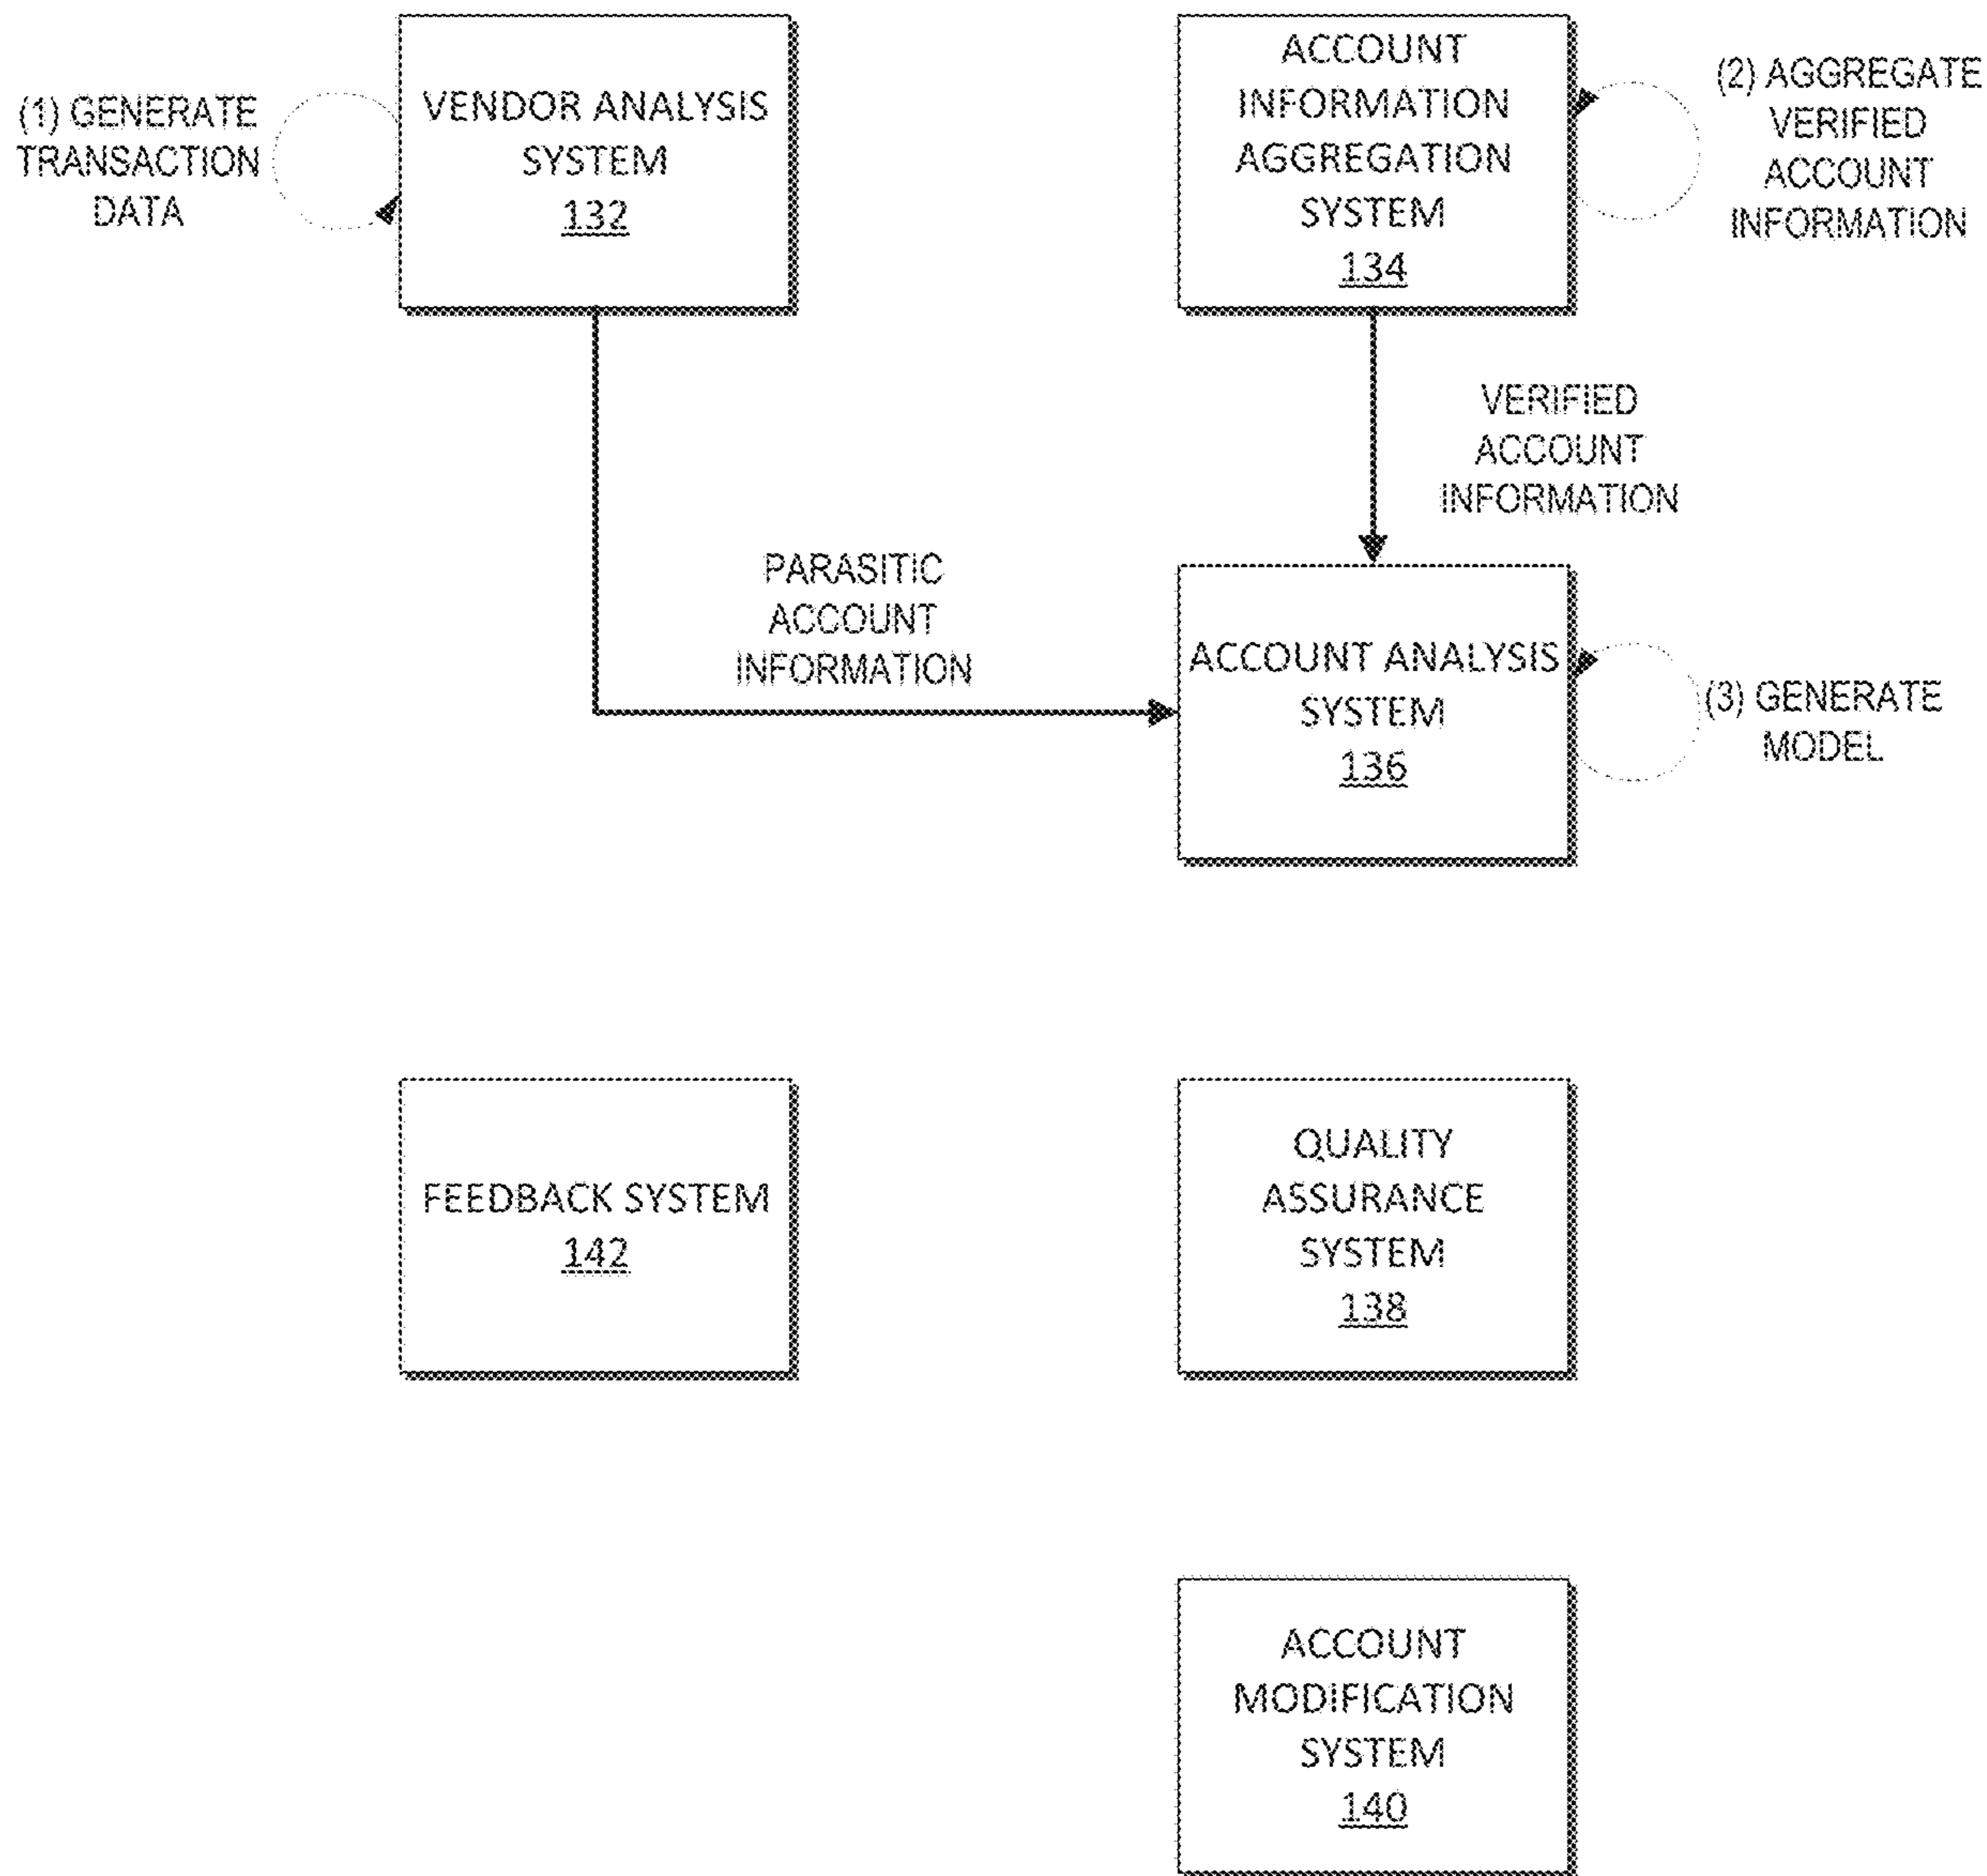 (1) GENERATE
TRANSACTION
DATA
VENDOR ANALYSIS
SYSTEM
132
ACCOUNT
INFORMATION
AGGREGATION
SYSTEM
134
(2) AGGREGATE
VERIFIED
ACCOUNT
INFORMATION
VERIFIED
ACCOUNT
INFORMATION
PARASITIC
ACCOUNT
INFORMATION
ACCOUNT ANALYSIS
SYSTEM
136
(3) GENERATE
MODEL
FEEDBACK SYSTEM
142
QUALITY
ASSURANCE
SYSTEM
138
ACCOUNT
MODIFICATION
SYSTEM
140